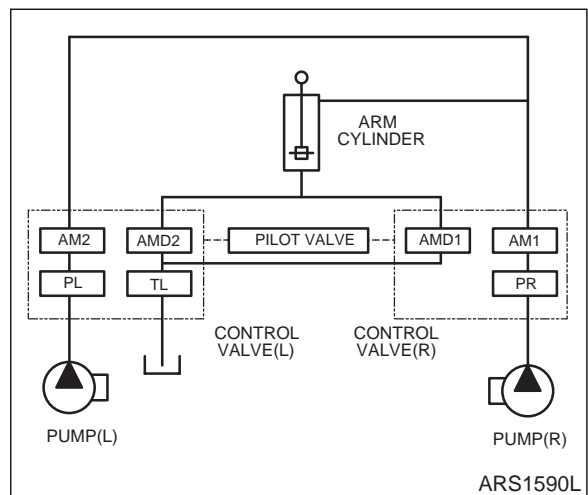 ARM
CYLINDER
AM2 AMD2 PILOT VALVE AMD1 AM1
PL TL PR
CONTROL
VALVE(L)
CONTROL
VALVE(R)
PUMP(L)
PUMP(R)
ARS1590L